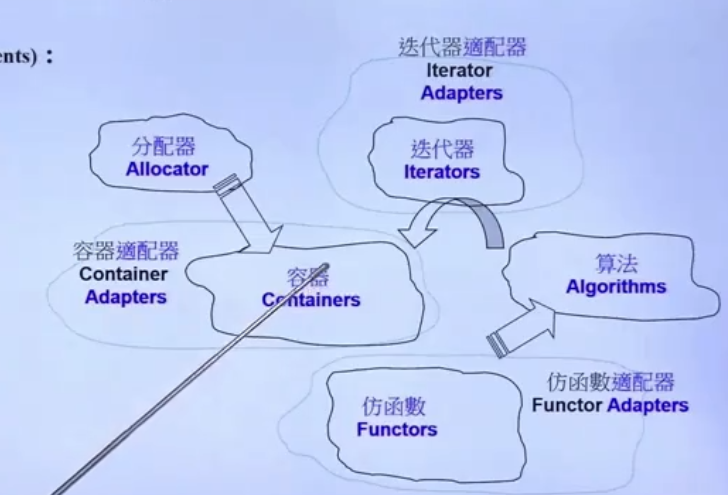 ents)：
迭代器適配器
Iterator
Adapters
分配器
Allocator
迭代器
Iterators
容器適配器
Container
Adapters
容器
Containers
算法
Algorithms
仿函數
Functors
仿函數適配器
Functor Adapters